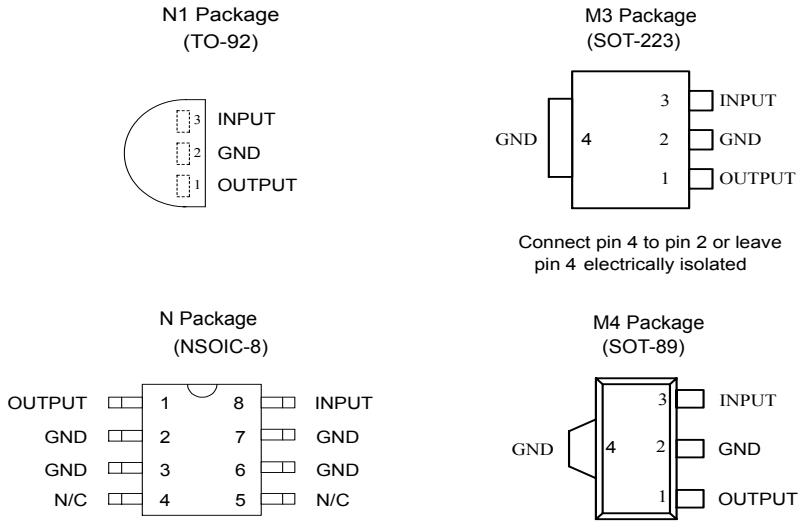 N1 Package
(TO-92)
3 INPUT
2 GND
1 OUTPUT
M3 Package
(SOT-223)
3 INPUT
GND 4 2 GND
1 OUTPUT
Connect pin 4 to pin 2 or leave
pin 4 electrically isolated
N Package
(NSOIC-8)
OUTPUT 1 8 INPUT
GND 2 7 GND
GND 3 6 GND
N/C 4 5 N/C
M4 Package
(SOT-89)
3 INPUT
GND 4 2 GND
1 OUTPUT